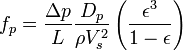 f_p = \frac{\Delta p}{L} \frac{D_p}{\rho V_s^2} \left( \frac{\epsilon^3}{1 - \epsilon} \right)